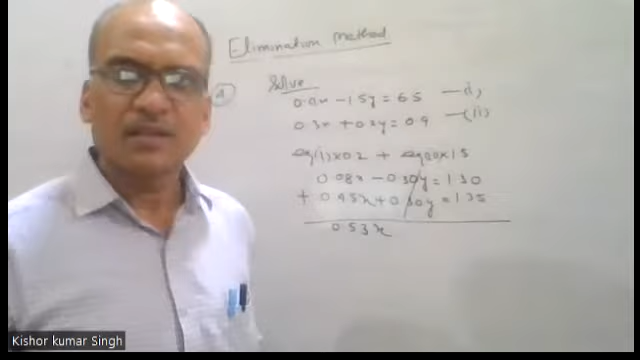 Elimination method
Solve
0.4x - 1.5y = 6.5 —(i)
0.3x + 0.2y = 0.9 —(ii)
eq(i)×0.2 + eq(ii)×1.5
0.08x - 0.30y = 1.30
+ 0.45x + 0.30y = 1.35
0.53x
Kishor kumar Singh